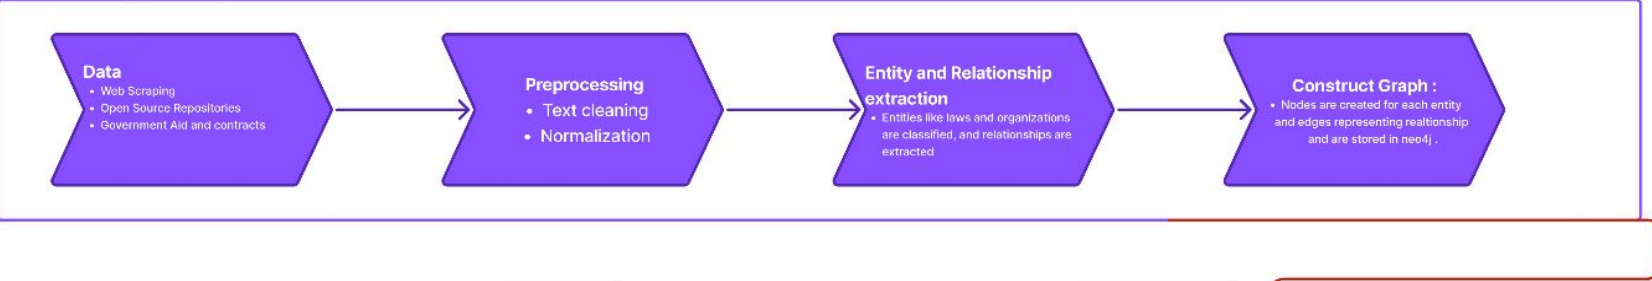 Data
• Web Scraping
• Open Source Repositories
• Government Aid and contracts
Preprocessing
• Text cleaning
• Normalization
Entity and Relationship
extraction
• Entities like laws and organizations
are classified, and relationships are
extracted
Construct Graph :
• Nodes are created for each entity
and edges representing realtionship
and are stored in neo4j .